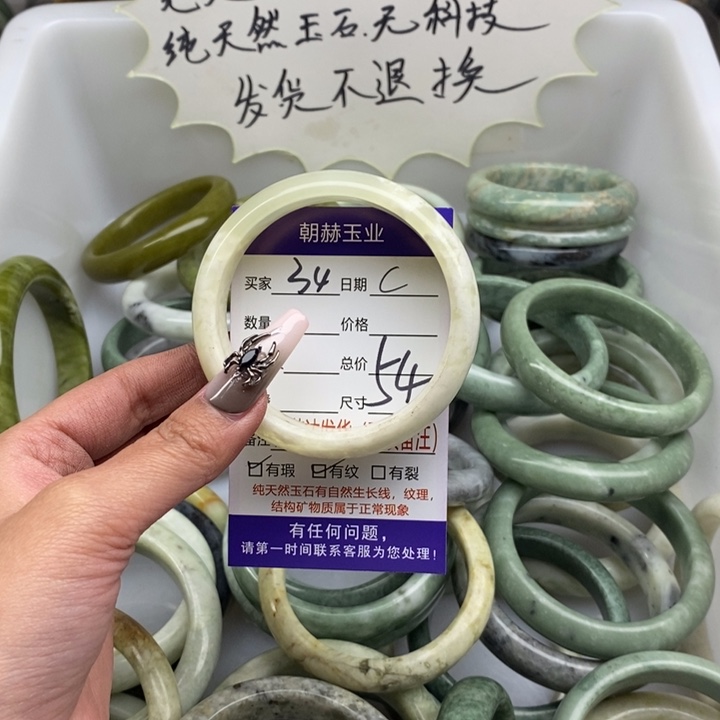 纯天然玉石.无科技
发货不退换
朝赫玉业
买家 34 日期 C
数量 价格
总价
尺寸 54
备注
☑有瑕 ☑有纹 ☐有裂
纯天然玉石有自然生长线，纹理，
结构矿物质属于正常现象
有任何问题，
请第一时间联系客服为您处理！